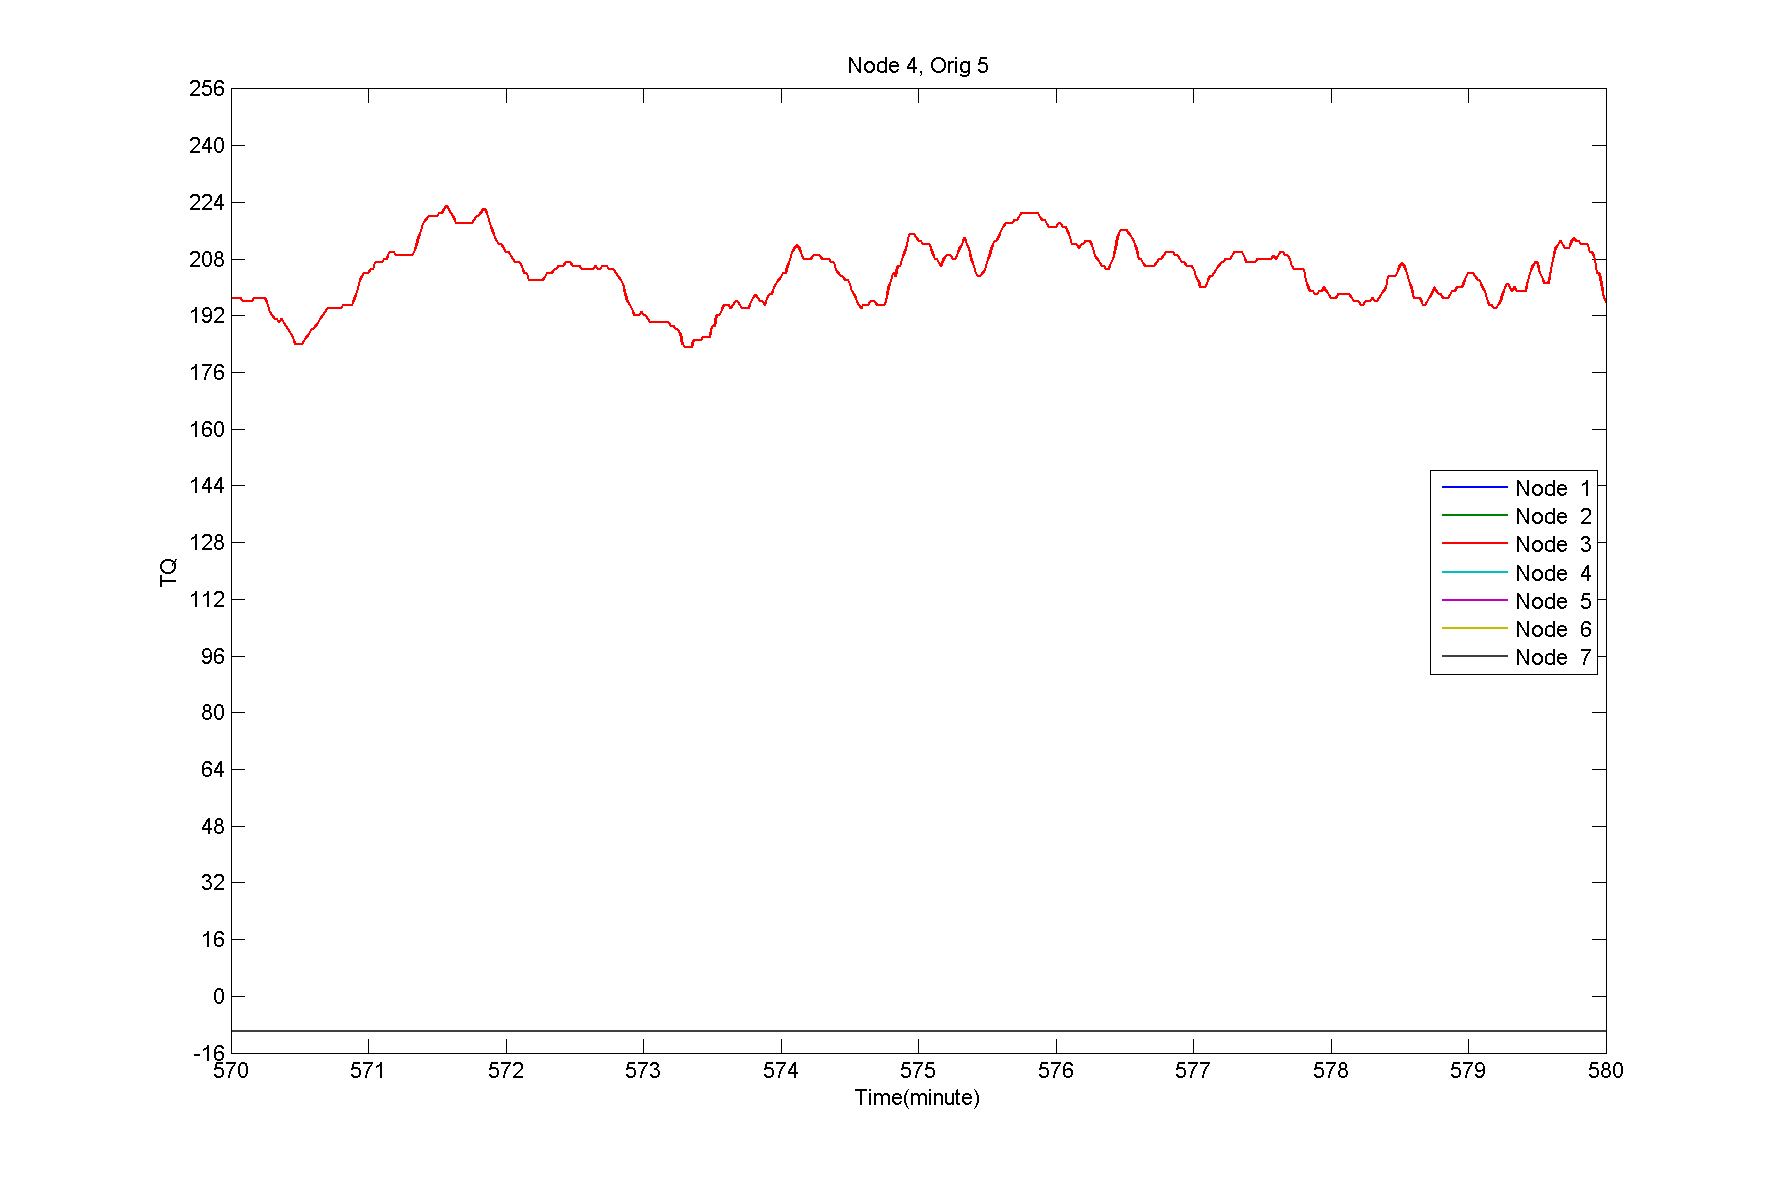 Node 4, Orig 5
256
240
224
208
192
176
160
144
128
112
96
80
64
48
32
16
0
-16
TQ
Node 1
Node 2
Node 3
Node 4
Node 5
Node 6
Node 7
570 571 572 573 574 575 576 577 578 579 580
Time(minute)